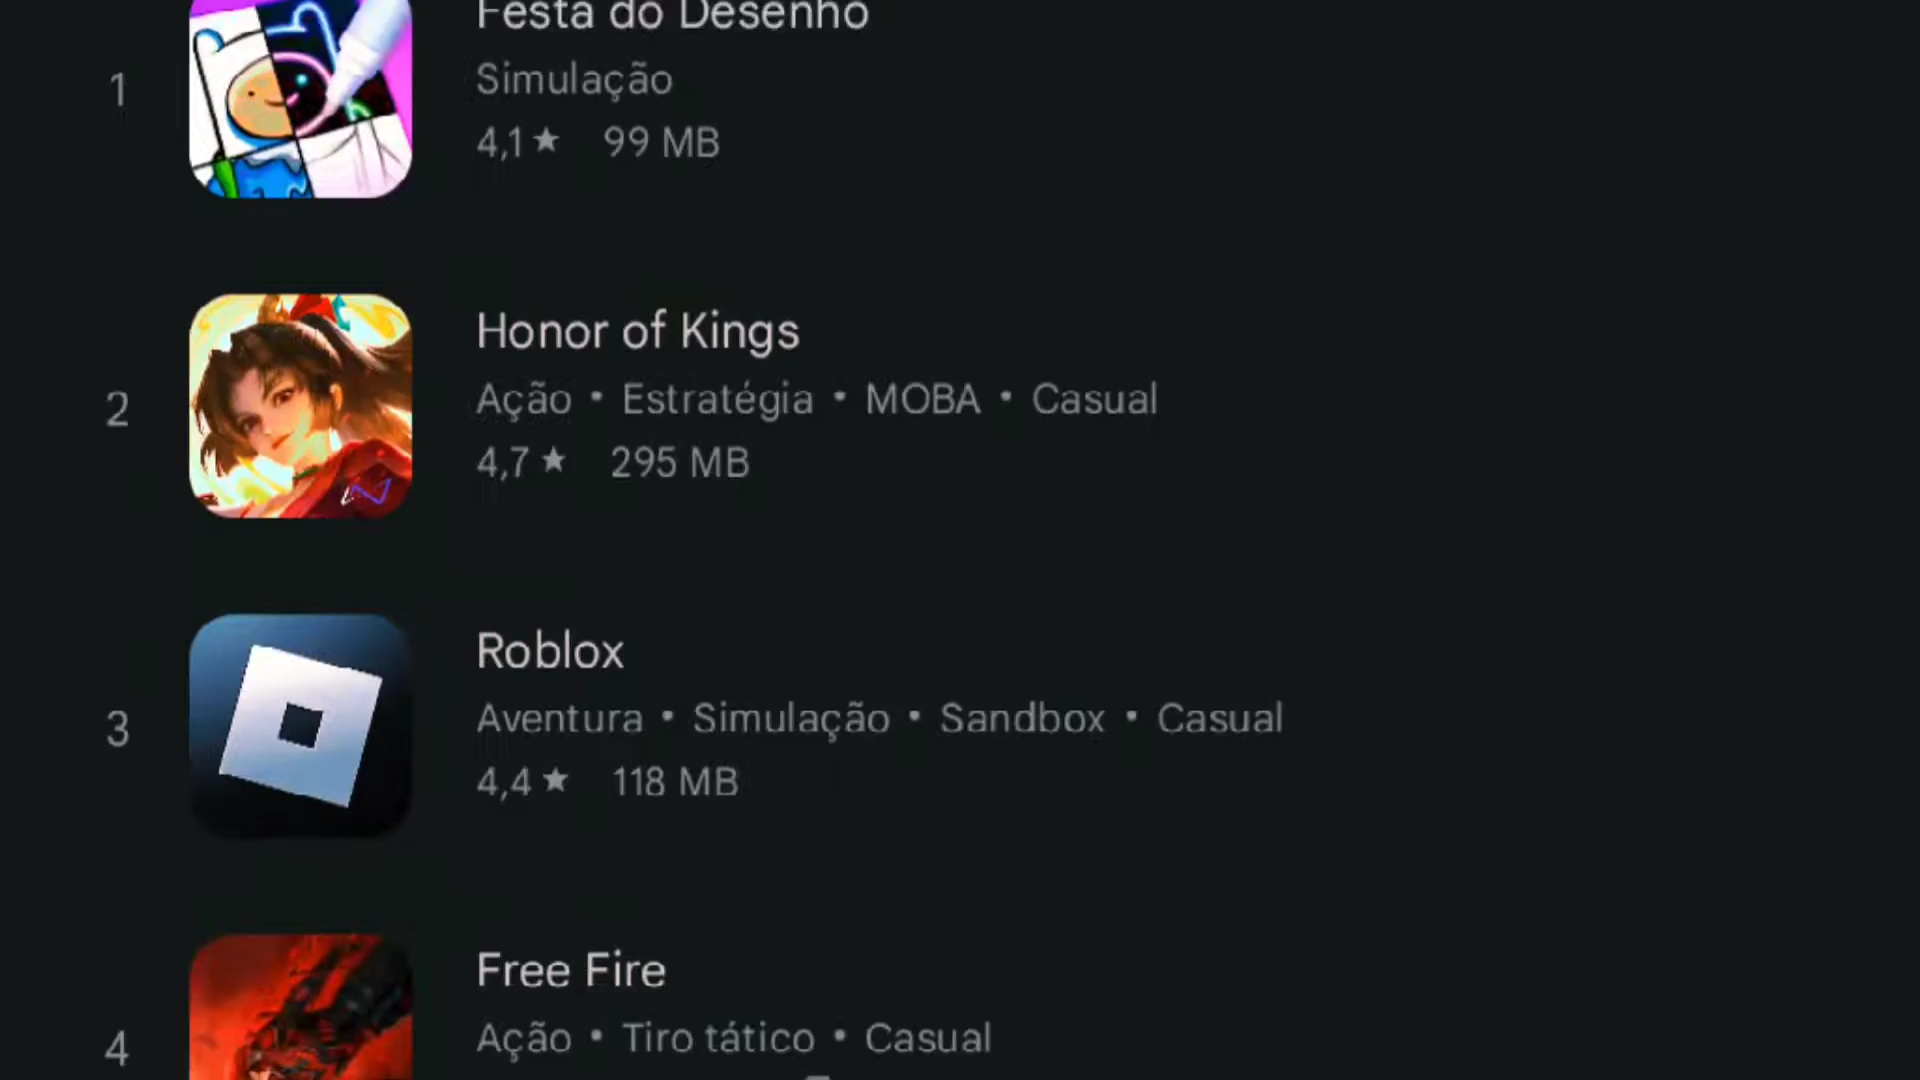 Festa do Desenho
1
Simulação
4,1 ★ 99 MB
Honor of Kings
2
Ação • Estratégia • MOBA • Casual
4,7 ★ 295 MB
Roblox
3
Aventura • Simulação • Sandbox • Casual
4,4 ★ 118 MB
Free Fire
4
Ação • Tiro tático • Casual